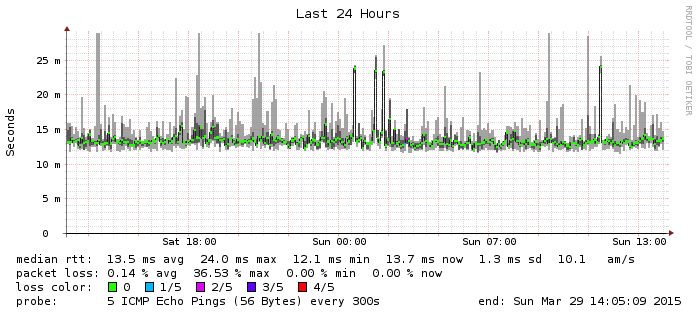 Last 24 Hours
RRDTOOL / TOBI OETIKER
Seconds
25 m
20 m
15 m
10 m
5 m
0
Sat 18:00 Sun 00:00 Sun 07:00 Sun 13:00
median rtt: 13.5 ms avg 24.0 ms max 12.1 ms min 13.7 ms now 1.3 ms sd 10.1 am/s
packet loss: 0.14 % avg 36.53 % max 0.00 % min 0.00 % now
loss color: 0 1/5 2/5 3/5 4/5
probe: 5 ICMP Echo Pings (56 Bytes) every 300s end: Sun Mar 29 14:05:09 2015